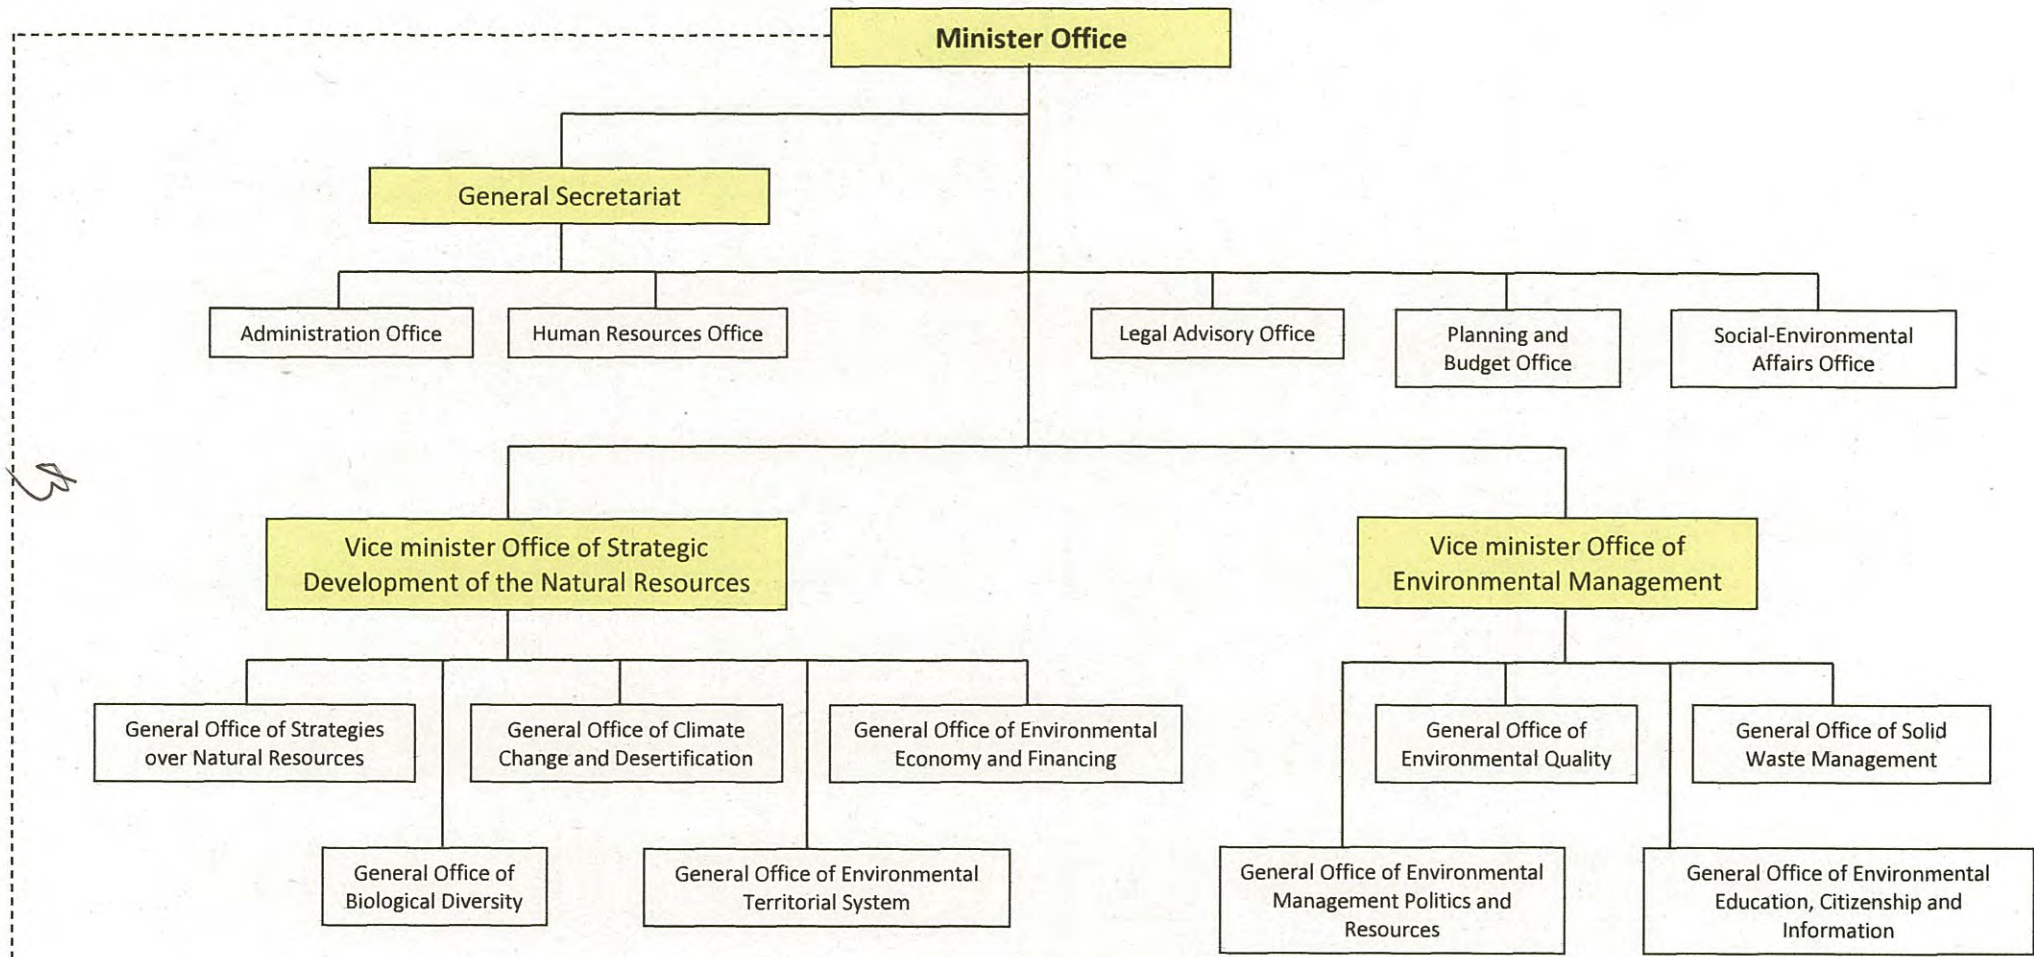 Minister Office
General Secretariat
Administration Office
Human Resources Office
Legal Advisory Office
Planning and
Budget Office
Social-Environmental
Affairs Office
Vice minister Office of Strategic
Development of the Natural Resources
Vice minister Office of
Environmental Management
General Office of Strategies
over Natural Resources
General Office of Climate
Change and Desertification
General Office of Environmental
Economy and Financing
General Office of
Environmental Quality
General Office of Solid
Waste Management
General Office of
Biological Diversity
General Office of Environmental
Territorial System
General Office of Environmental
Management Politics and
Resources
General Office of Environmental
Education, Citizenship and
Information